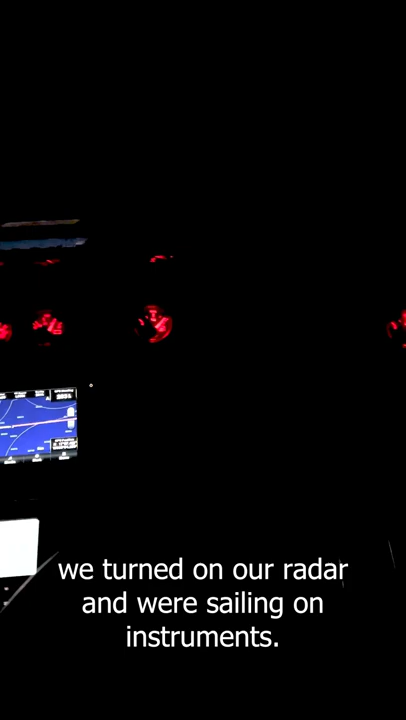 we turned on our radar
and were sailing on
instruments.